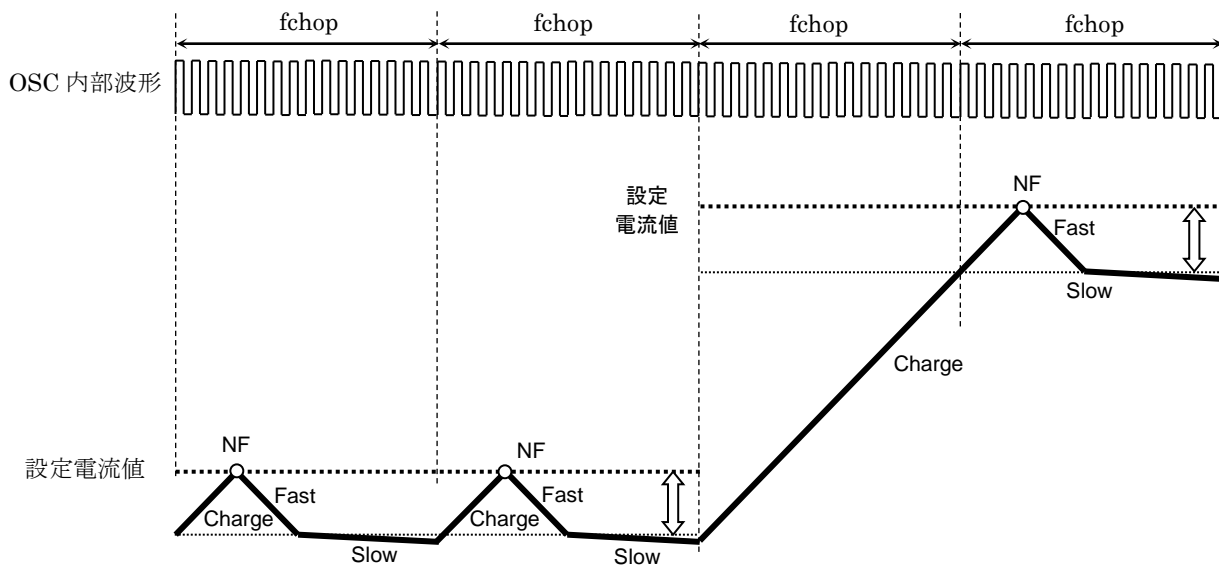 fchop
fchop
fchop
fchop
OSC 内部波形
設定
電流値
NF
Fast
Slow
Charge
設定電流値
NF
Fast
Charge
Slow
NF
Fast
Charge
Slow